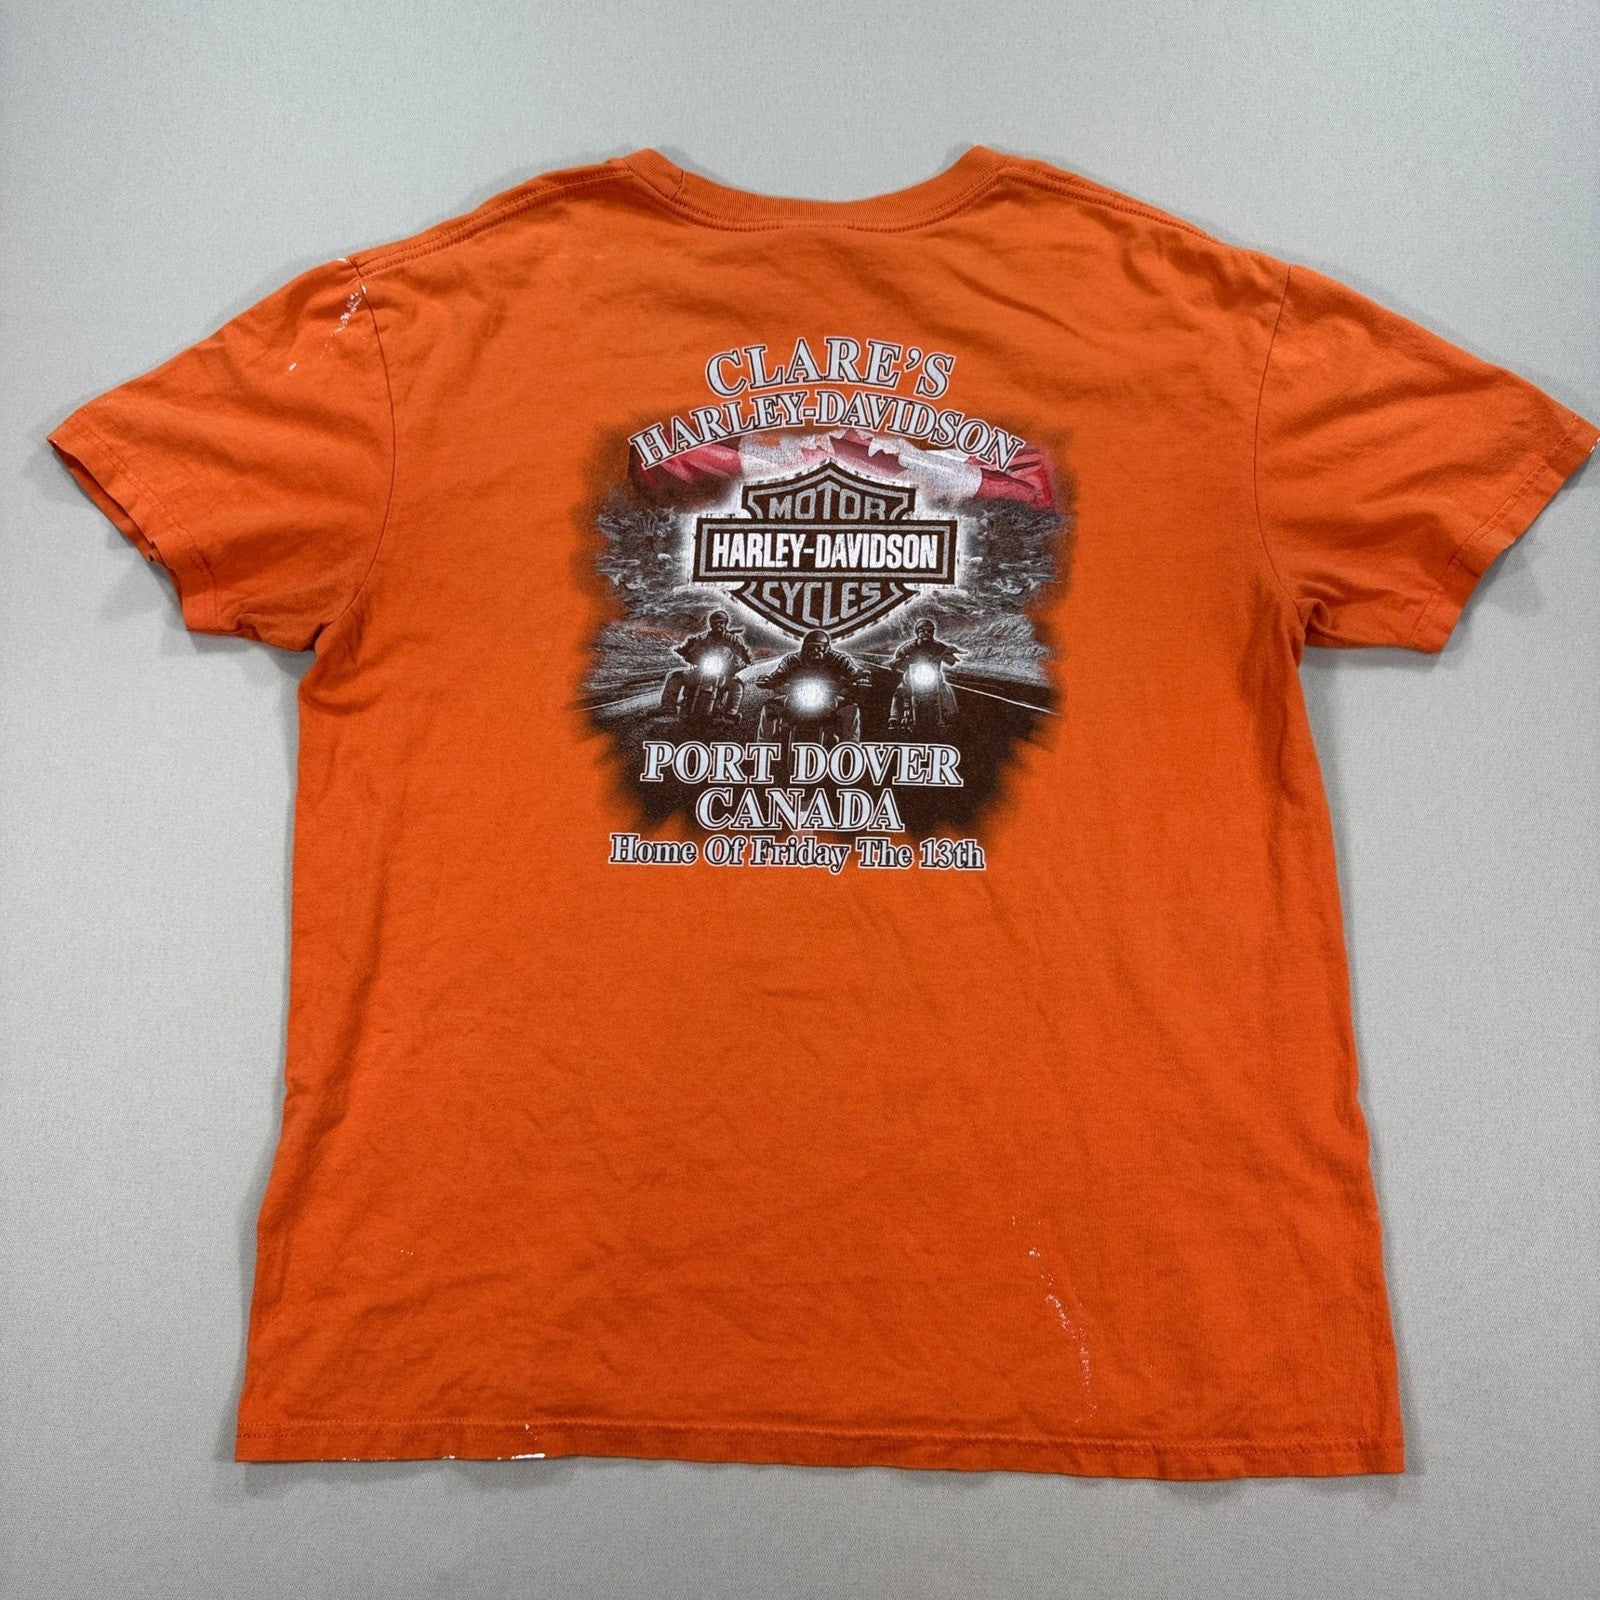 CLARE'S
HARLEY-DAVIDSON
MOTOR
HARLEY-DAVIDSON
CYCLES
PORT DOVER
CANADA
Home Of Friday The 13th